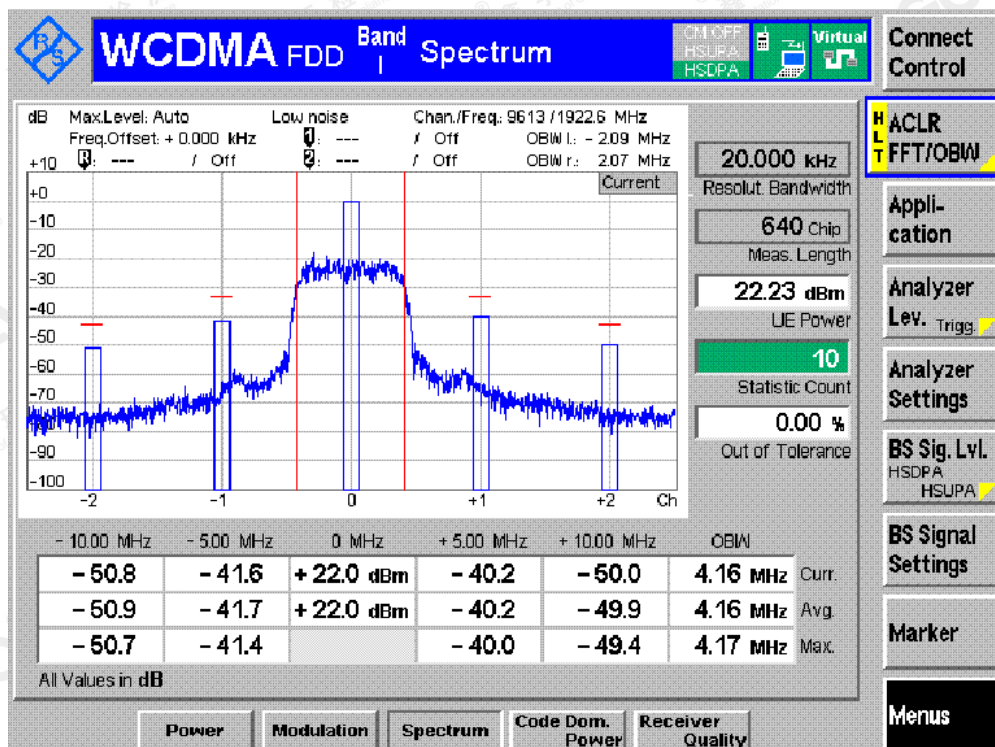 R&S
WCDMA FDD Band I Spectrum
CM OFF
HSUPA
HSDPA
Virtual
Connect Control
dB Max.Level: Auto Low noise Chan./Freq.: 9613 / 1922.6 MHz
Freq.Offset: + 0.000 kHz 1: --- / Off OBW l.: - 2.09 MHz
+10 R: --- / Off 2: --- / Off OBW r.: 2.07 MHz
Current
+0
-10
-20
-30
-40
-50
-60
-70
-90
-100
-2 -1 0 +1 +2 Ch
20.000 kHz
Resolut. Bandwidth
640 Chip
Meas. Length
22.23 dBm
UE Power
10
Statistic Count
0.00 %
Out of Tolerance
- 10.00 MHz - 5.00 MHz 0 MHz + 5.00 MHz + 10.00 MHz OBW
- 50.8 - 41.6 + 22.0 dBm - 40.2 - 50.0 4.16 MHz Curr.
- 50.9 - 41.7 + 22.0 dBm - 40.2 - 49.9 4.16 MHz Avg.
- 50.7 - 41.4 - 40.0 - 49.4 4.17 MHz Max.
All Values in dB
HLT
ACLR
FFT/OBW
Appli-
cation
Analyzer
Lev. Trigg.
Analyzer
Settings
BS Sig. Lvl.
HSDPA
HSUPA
BS Signal
Settings
Marker
Menus
Power Modulation Spectrum Code Dom. Power Receiver Quality